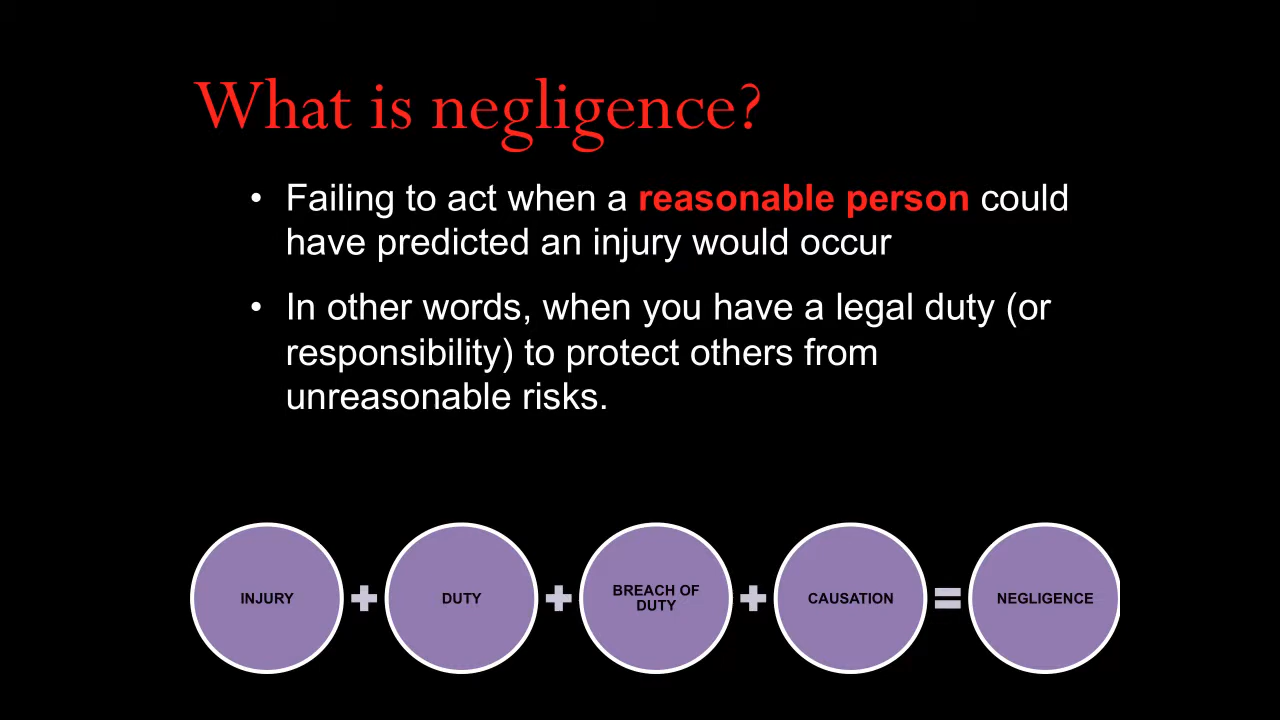 What is negligence?
• Failing to act when a reasonable person could
have predicted an injury would occur
• In other words, when you have a legal duty (or
responsibility) to protect others from
unreasonable risks.
INJURY + DUTY + BREACH OF
DUTY + CAUSATION = NEGLIGENCE